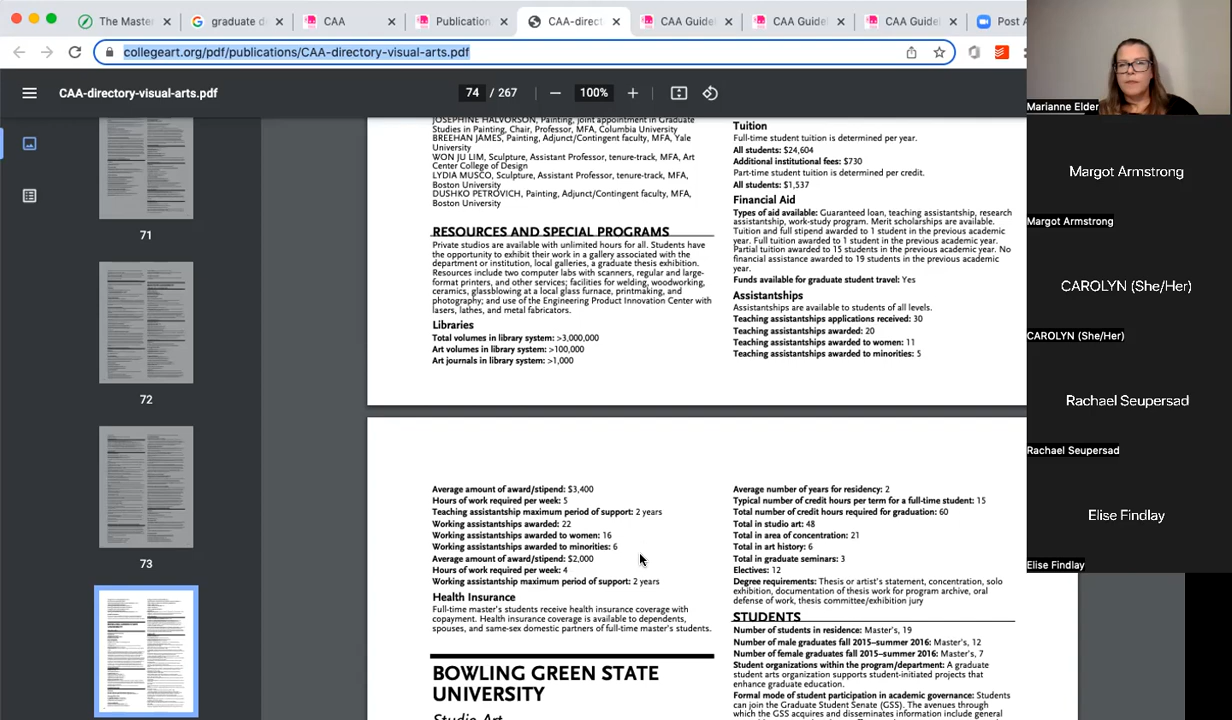 The Master
graduate d
CAA
Publication
CAA-direct
CAA Guidel
CAA Guidel
CAA Guidel
Post A
collegeart.org/pdf/publications/CAA-directory-visual-arts.pdf
CAA-directory-visual-arts.pdf
74 / 267
100%
71
72
73
JOSEPHINE HALVORSON, Painting, joint appointment in Graduate
Studies in Painting, Chair, Professor, MFA, Columbia University
BREEHAN JAMES, Painting, Adjunct/Contingent faculty, MFA, Yale
University
WON JU LIM, Sculpture, Assistant Professor, tenure-track, MFA, Art
Center College of Design
LYDIA MUSCO, Sculpture, Assistant Professor, tenure-track, MFA,
Boston University
DUSHKO PETROVICH, Painting, Adjunct/Contingent faculty, MFA,
Boston University
RESOURCES AND SPECIAL PROGRAMS
Private studios are available with unlimited hours for all. Students have
the opportunity to exhibit their work in a gallery associated with the
department or institution, local galleries, a graduate thesis exhibition.
Resources include two computer labs with scanners, regular and large-
format printers, and other services; facilities for welding, woodworking,
ceramics, glassblowing at a local glass furnace, printmaking, and
photography; and use of the Engineering Product Innovation Center with
lasers, lathes, and metal fabricators.
Libraries
Total volumes in library system: >3,000,000
Art volumes in library system: >100,000
Art journals in library system: >1,000
Tuition
Full-time student tuition is determined per year.
All students: $24,604
Additional institutional fees: $730
Part-time student tuition is determined per credit.
All students: $1,537
Financial Aid
Types of aid available: Guaranteed loan, teaching assistantship, research
assistantship, work-study program. Merit scholarships are available.
Tuition and full stipend awarded to 1 student in the previous academic
year. Full tuition awarded to 1 student in the previous academic year.
Partial tuition awarded to 15 students in the previous academic year. No
financial assistance awarded to 19 students in the previous academic
year.
Funds available for graduate student travel: Yes
Assistantships
Assistantships are available to students of all levels.
Teaching assistantships applications received: 30
Teaching assistantships awarded: 20
Teaching assistantships awarded to women: 11
Teaching assistantships awarded to minorities: 5
Average amount of award/stipend: $3,400
Hours of work required per week: 5
Teaching assistantship maximum period of support: 2 years
Working assistantships awarded: 22
Working assistantships awarded to women: 16
Working assistantships awarded to minorities: 6
Average amount of award/stipend: $2,000
Hours of work required per week: 4
Working assistantship maximum period of support: 2 years
Health Insurance
Full-time master's students receive health insurance coverage with
copayment. Health insurance coverage is available to dependents,
spouses, and same-sex domestic partners of full-time master's students.
BOWLING GREEN STATE
UNIVERSITY
Studio Art
Average number of years for residency: 2
Typical number of credit hours per term for a full-time student: 15
Total number of credit hours required for graduation: 60
Total in studio art: 48
Total in area of concentration: 21
Total in art history: 6
Total in graduate seminars: 3
Electives: 12
Degree requirements: Thesis or artist's statement, concentration, solo
exhibition, documentation of thesis work for program archive, oral
defense of work, thesis committee/exhibition jury
STUDENTS
Number of students in residence: Master's, 19
Number of male graduates fall 2015–summer 2016: Master's, 12
Number of female graduates fall 2015–summer 2016: Master's, 7
Student organizations within the program/department: A graduate
student arts organization supports student-initiated projects that
enhance graduate education.
Formal mode of student participation in academic governance: Students
can join the Graduate Student Senate (GSS). The avenues through
which the GSS acquires and disseminates information include general
Marianne Elder
Margot Armstrong
Margot Armstrong
CAROLYN (She/Her)
CAROLYN (She/Her)
Rachael Seupersad
Rachael Seupersad
Elise Findlay
Elise Findlay